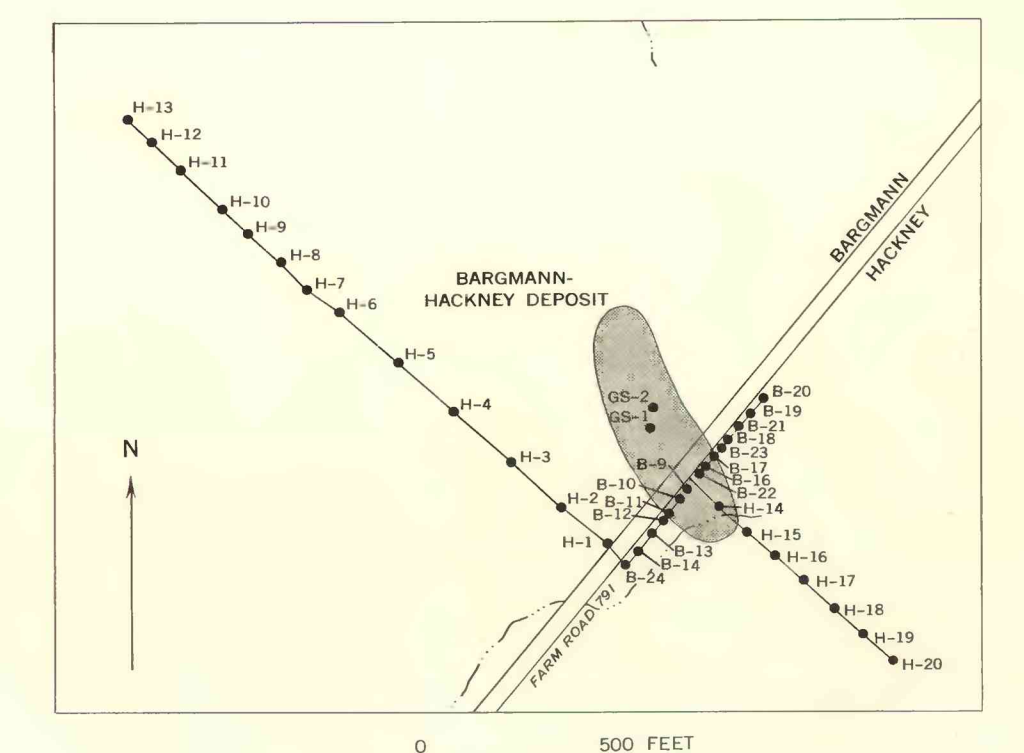 H-13
H-12
H-11
H-10
H-9
H-8
H-7
H-6
BARGMANN-
HACKNEY DEPOSIT
BARGMANN
HACKNEY
H-5
H-4
H-3
H-2
H-1
GS-2
GS-1
B-20
B-19
B-21
B-18
B-23
B-17
B-16
B-22
H-14
B-9
B-10
B-11
B-12
B-13
B-14
B-24
H-15
H-16
H-17
H-18
H-19
H-20
FARM ROAD 791
N
0 500 FEET